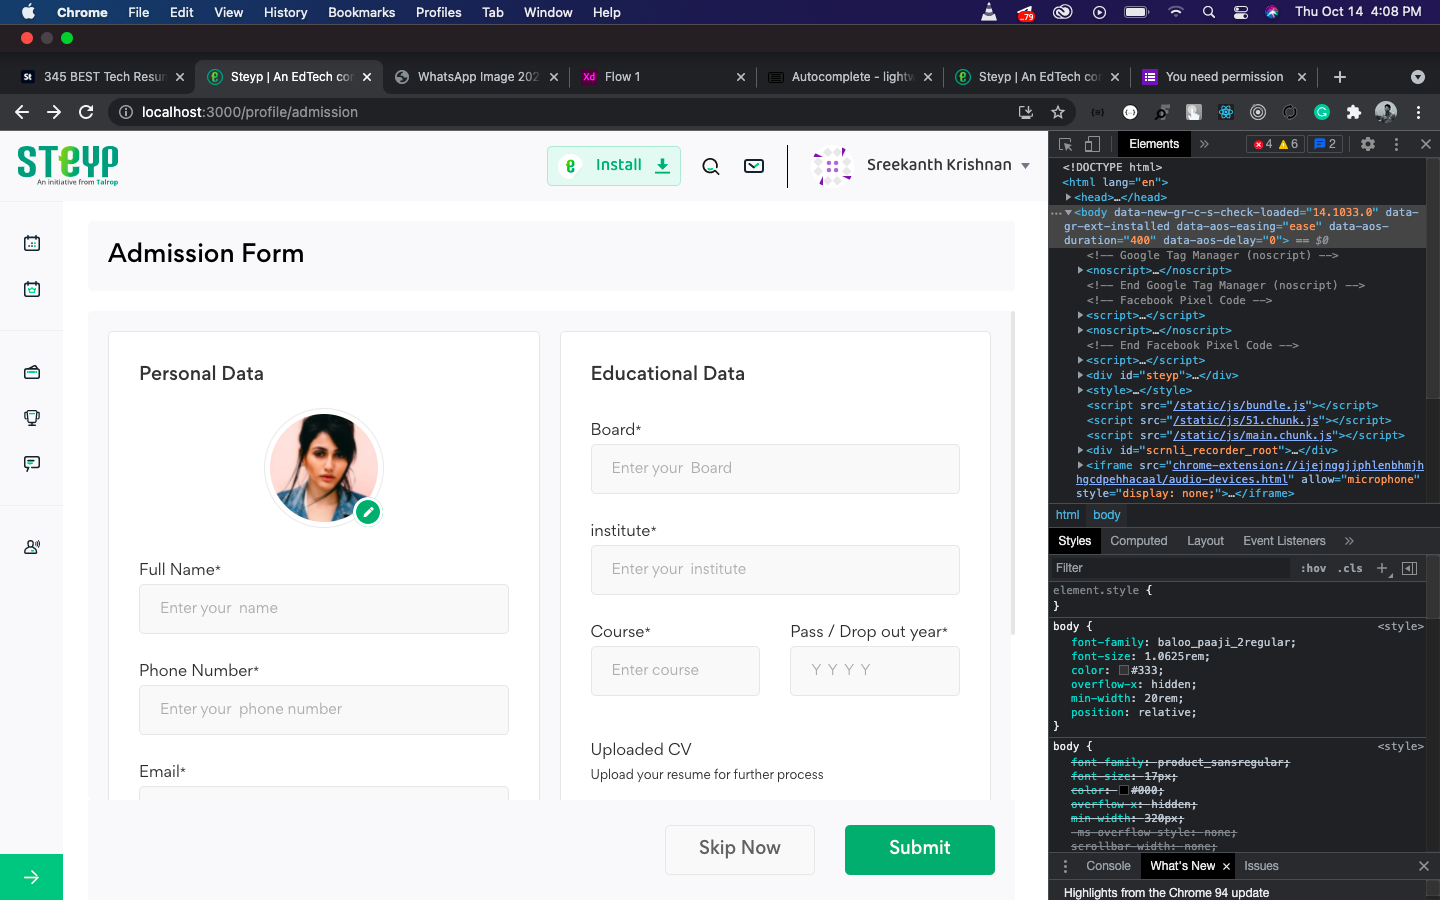 Chrome File Edit View History Bookmarks Profiles Tab Window Help
..79
Thu Oct 14 4:08 PM
St 345 BEST Tech Resun
Steyp | An EdTech cor
WhatsApp Image 202
Xd Flow 1
Autocomplete - lightw
Steyp | An EdTech cor
You need permission
localhost:3000/profile/admission
STEYP
An initiative from Talrop
Install
Sreekanth Krishnan
Admission Form
Personal Data
Full Name*
Enter your name
Phone Number*
Enter your phone number
Email*
Educational Data
Board*
Enter your Board
institute*
Enter your institute
Course*
Enter course
Pass / Drop out year*
Y Y Y Y
Uploaded CV
Upload your resume for further process
Skip Now
Submit
Elements » 4 6 2
<!DOCTYPE html>
<html lang="en">
<head>…</head>
<body data-new-gr-c-s-check-loaded="14.1033.0" data-
gr-ext-installed data-aos-easing="ease" data-aos-
duration="400" data-aos-delay="0"> == $0
<!-- Google Tag Manager (noscript) -->
<noscript>…</noscript>
<!-- End Google Tag Manager (noscript) -->
<!-- Facebook Pixel Code -->
<script>…</script>
<noscript>…</noscript>
<!-- End Facebook Pixel Code -->
<script>…</script>
<div id="steyp">…</div>
<style>…</style>
<script src="/static/js/bundle.js"></script>
<script src="/static/js/51.chunk.js"></script>
<script src="/static/js/main.chunk.js"></script>
<div id="scrnli_recorder_root">…</div>
<iframe src="chrome-extension://ijejnggjjphlenbhmjh
hgcdpehhacaal/audio-devices.html" allow="microphone"
style="display: none;">…</iframe>
html body
Styles Computed Layout Event Listeners »
Filter :hov .cls +
element.style {
}
body { <style>
font-family: baloo_paaji_2regular;
font-size: 1.0625rem;
color: #333;
overflow-x: hidden;
min-width: 20rem;
position: relative;
}
body { <style>
font-family: product_sansregular;
font-size: 17px;
color: #000;
overflow-x: hidden;
min-width: 320px;
-ms-overflow-style: none;
scrollbar-width: none;
Console What's New Issues
Highlights from the Chrome 94 update